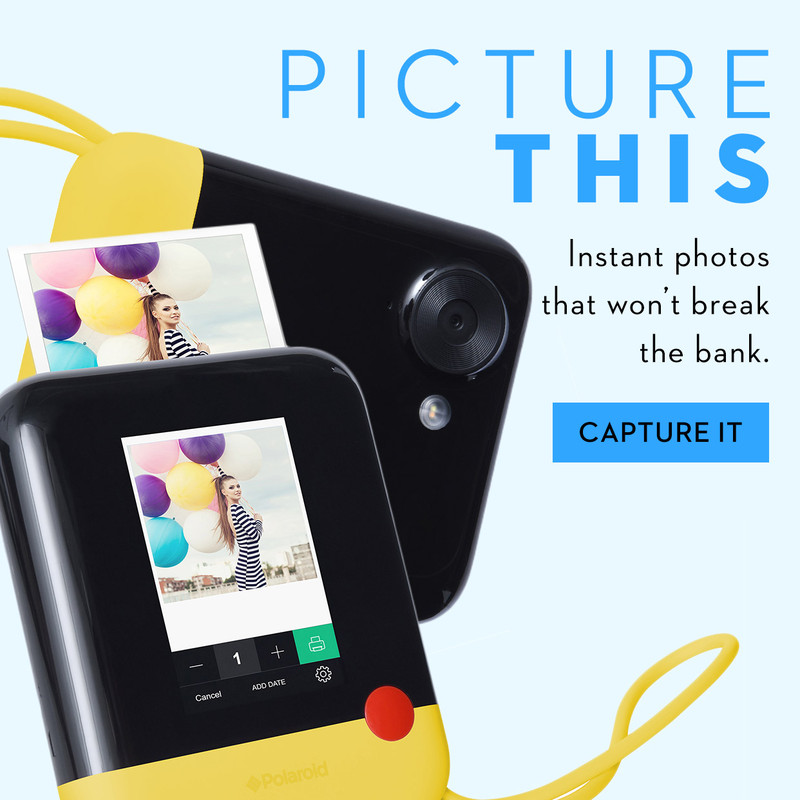 PICTURE
THIS
Instant photos
that won't break
the bank.
CAPTURE IT
— 1 +
Cancel
ADD DATE
Polaroid